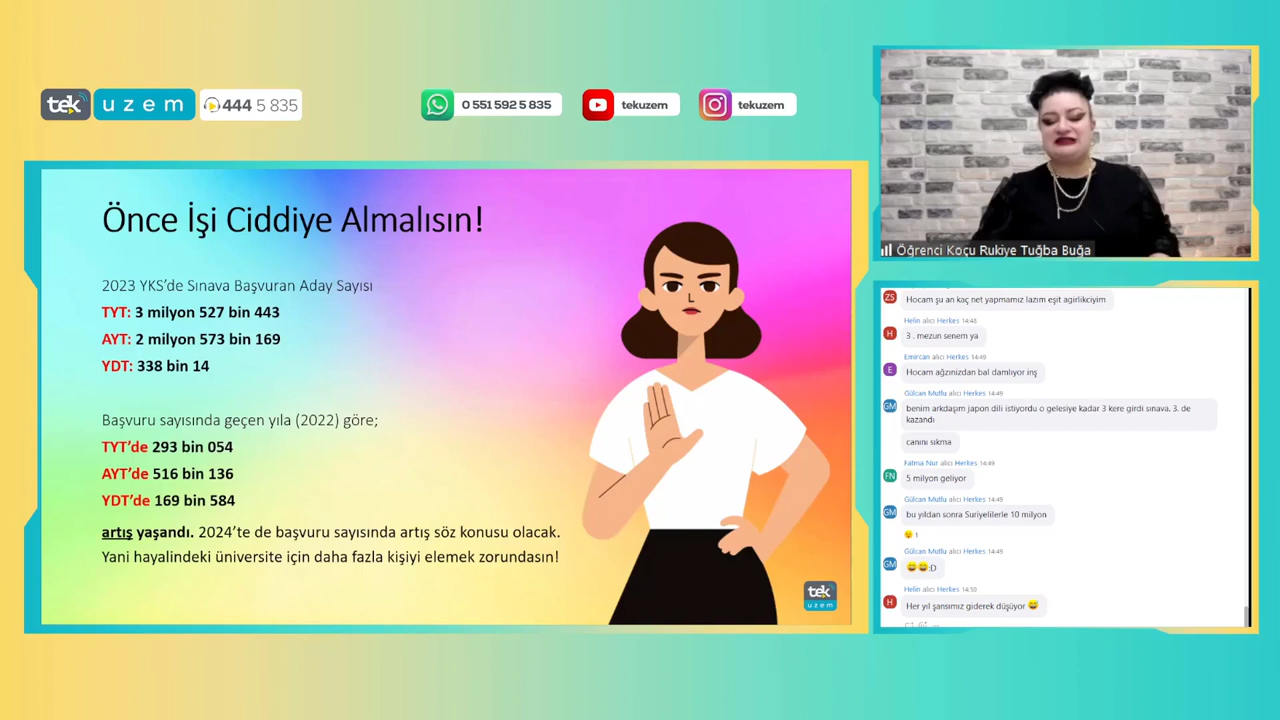 tek uzem 444 5 835
0 551 592 5 835
tekuzem
tekuzem
Önce İşi Ciddiye Almalısın!
2023 YKS’de Sınava Başvuran Aday Sayısı
TYT: 3 milyon 527 bin 443
AYT: 2 milyon 573 bin 169
YDT: 338 bin 14
Başvuru sayısında geçen yıla (2022) göre;
TYT’de 293 bin 054
AYT’de 516 bin 136
YDT’de 169 bin 584
artış yaşandı. 2024’te de başvuru sayısında artış söz konusu olacak.
Yani hayalindeki üniversite için daha fazla kişiyi elemek zorundasın!
tek
uzem
Öğrenci Koçu Rukiye Tuğba Buğa
ZS Hocam şu an kaç net yapmamız lazım eşit agirlikciyim
Helin alıcı Herkes 14:48
H 3 . mezun senem ya
Emircan alıcı Herkes 14:49
E Hocam ağzınızdan bal damlıyor inş
Gülcan Mutlu alıcı Herkes 14:49
GM benim arkdaşım japon dili istiyordu o gelesiye kadar 3 kere girdi sınava. 3. de
kazandı
canını sıkma
Fatma Nur alıcı Herkes 14:49
FN 5 milyon geliyor
Gülcan Mutlu alıcı Herkes 14:49
GM bu yıldan sonra Suriyelilerle 10 milyon
😧 1
Gülcan Mutlu alıcı Herkes 14:49
GM 😅😅:D
Helin alıcı Herkes 14:50
H Her yıl şansımız giderek düşüyor 😅